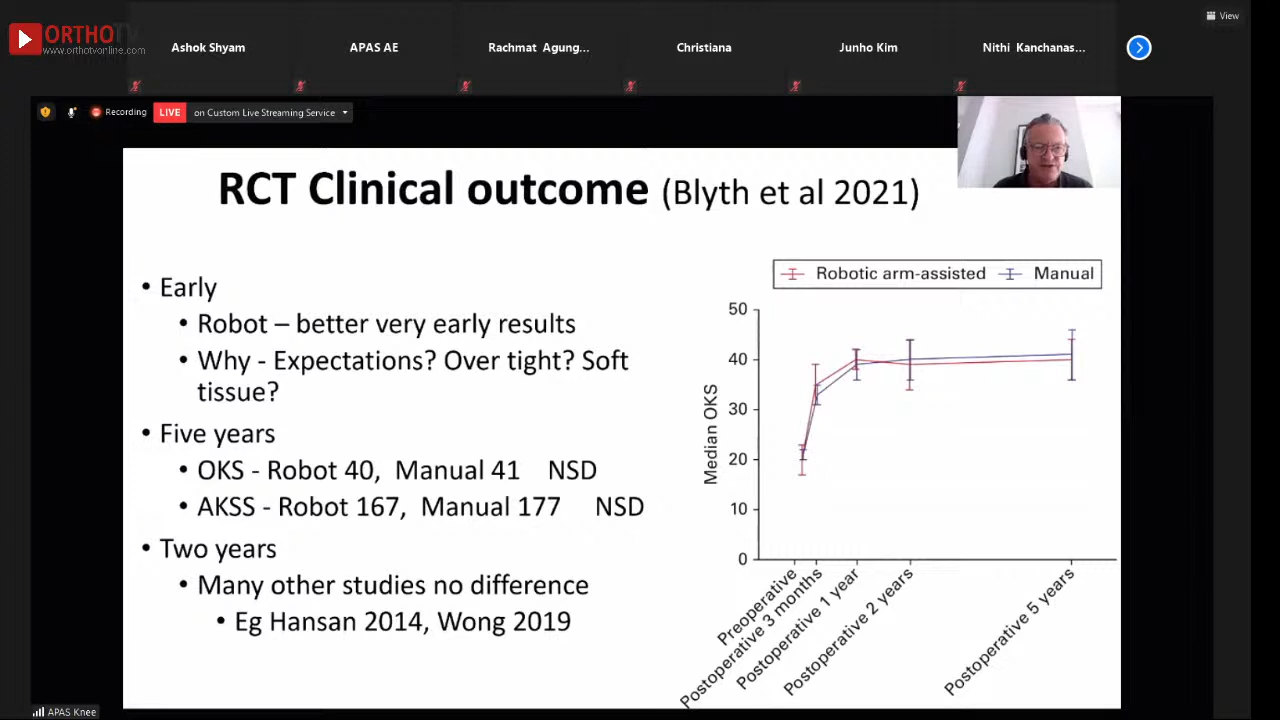 ORTHOTV
www.orthotvonline.com
View
Ashok Shyam
APAS AE
Rachmat Agung...
Christiana
Junho Kim
Nithi Kanchanas...
Recording
LIVE
on Custom Live Streaming Service
RCT Clinical outcome (Blyth et al 2021)
• Early
• Robot – better very early results
• Why - Expectations? Over tight? Soft
tissue?
• Five years
• OKS - Robot 40, Manual 41 NSD
• AKSS - Robot 167, Manual 177 NSD
• Two years
• Many other studies no difference
• Eg Hansan 2014, Wong 2019
Robotic arm-assisted
Manual
Median OKS
50
40
30
20
10
0
Preoperative
Postoperative 3 months
Postoperative 1 year
Postoperative 2 years
Postoperative 5 years
APAS Knee